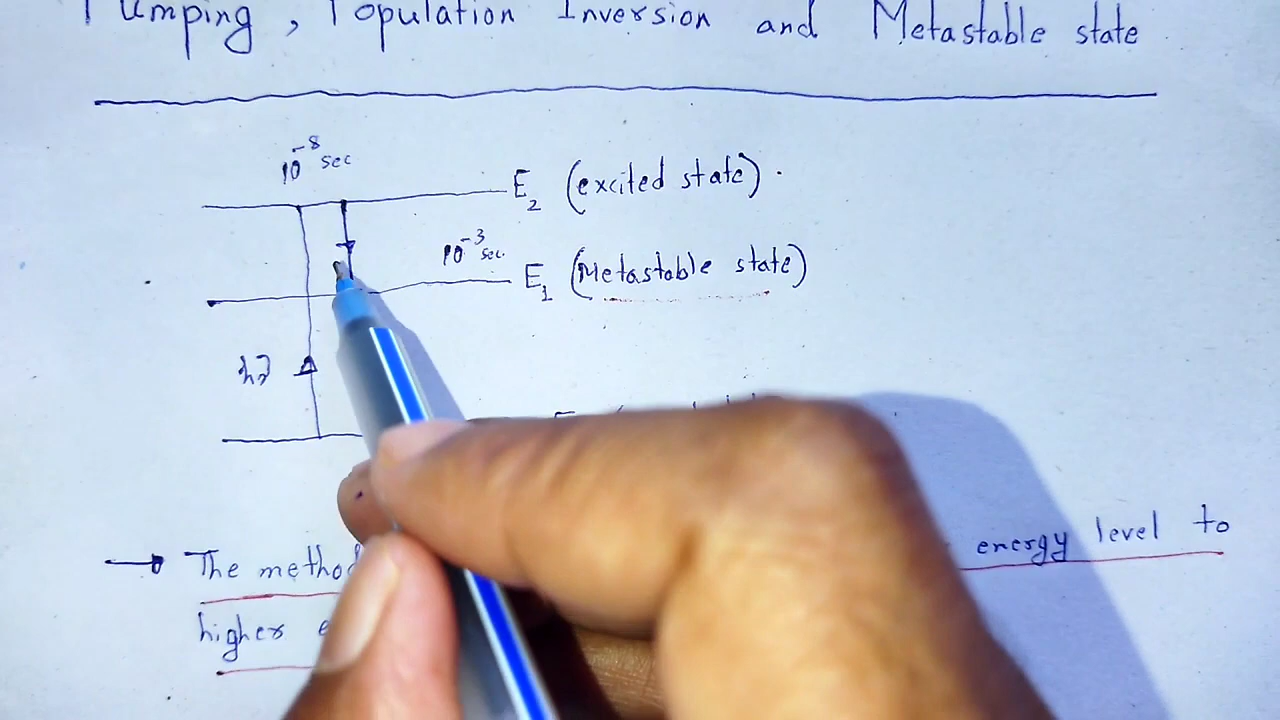 Pumping, Population Inversion and Metastable state
10⁻⁸ sec
E₂ (excited state).
10⁻³ sec.
E₁ (Metastable state)
hν
The
energy level to
higher